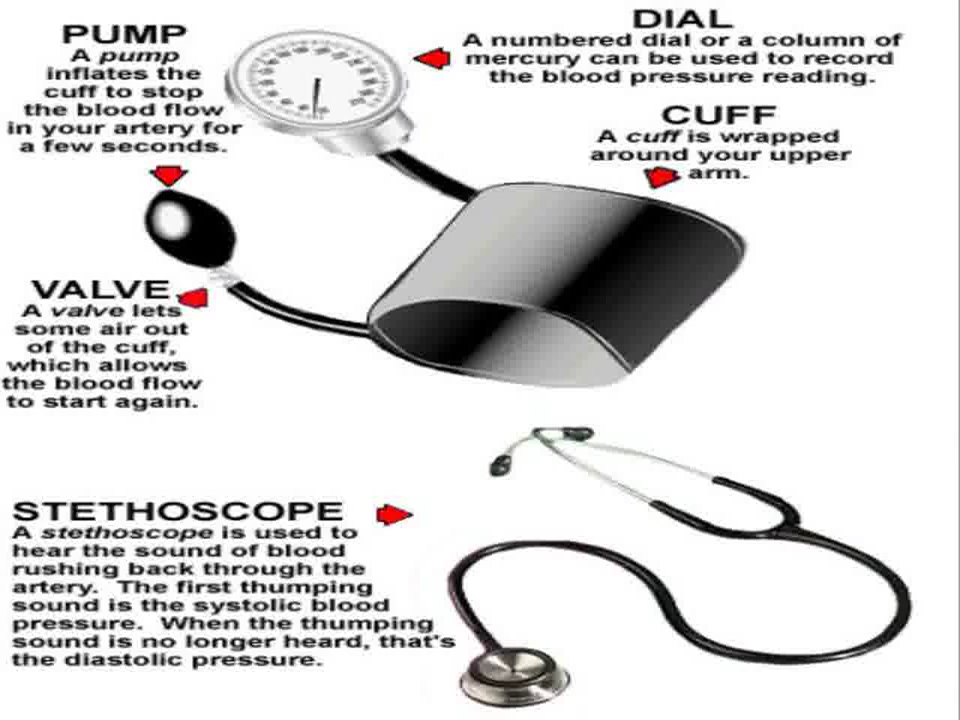 PUMP
A pump
inflates the
cuff to stop
the blood flow
in your artery for
a few seconds.
DIAL
A numbered dial or a column of
mercury can be used to record
the blood pressure reading.
CUFF
A cuff is wrapped
around your upper
arm.
VALVE
A valve lets
some air out
of the cuff,
which allows
the blood flow
to start again.
STETHOSCOPE
A stethoscope is used to
hear the sound of blood
rushing back through the
artery. The first thumping
sound is the systolic blood
pressure. When the thumping
sound is no longer heard, that's
the diastolic pressure.